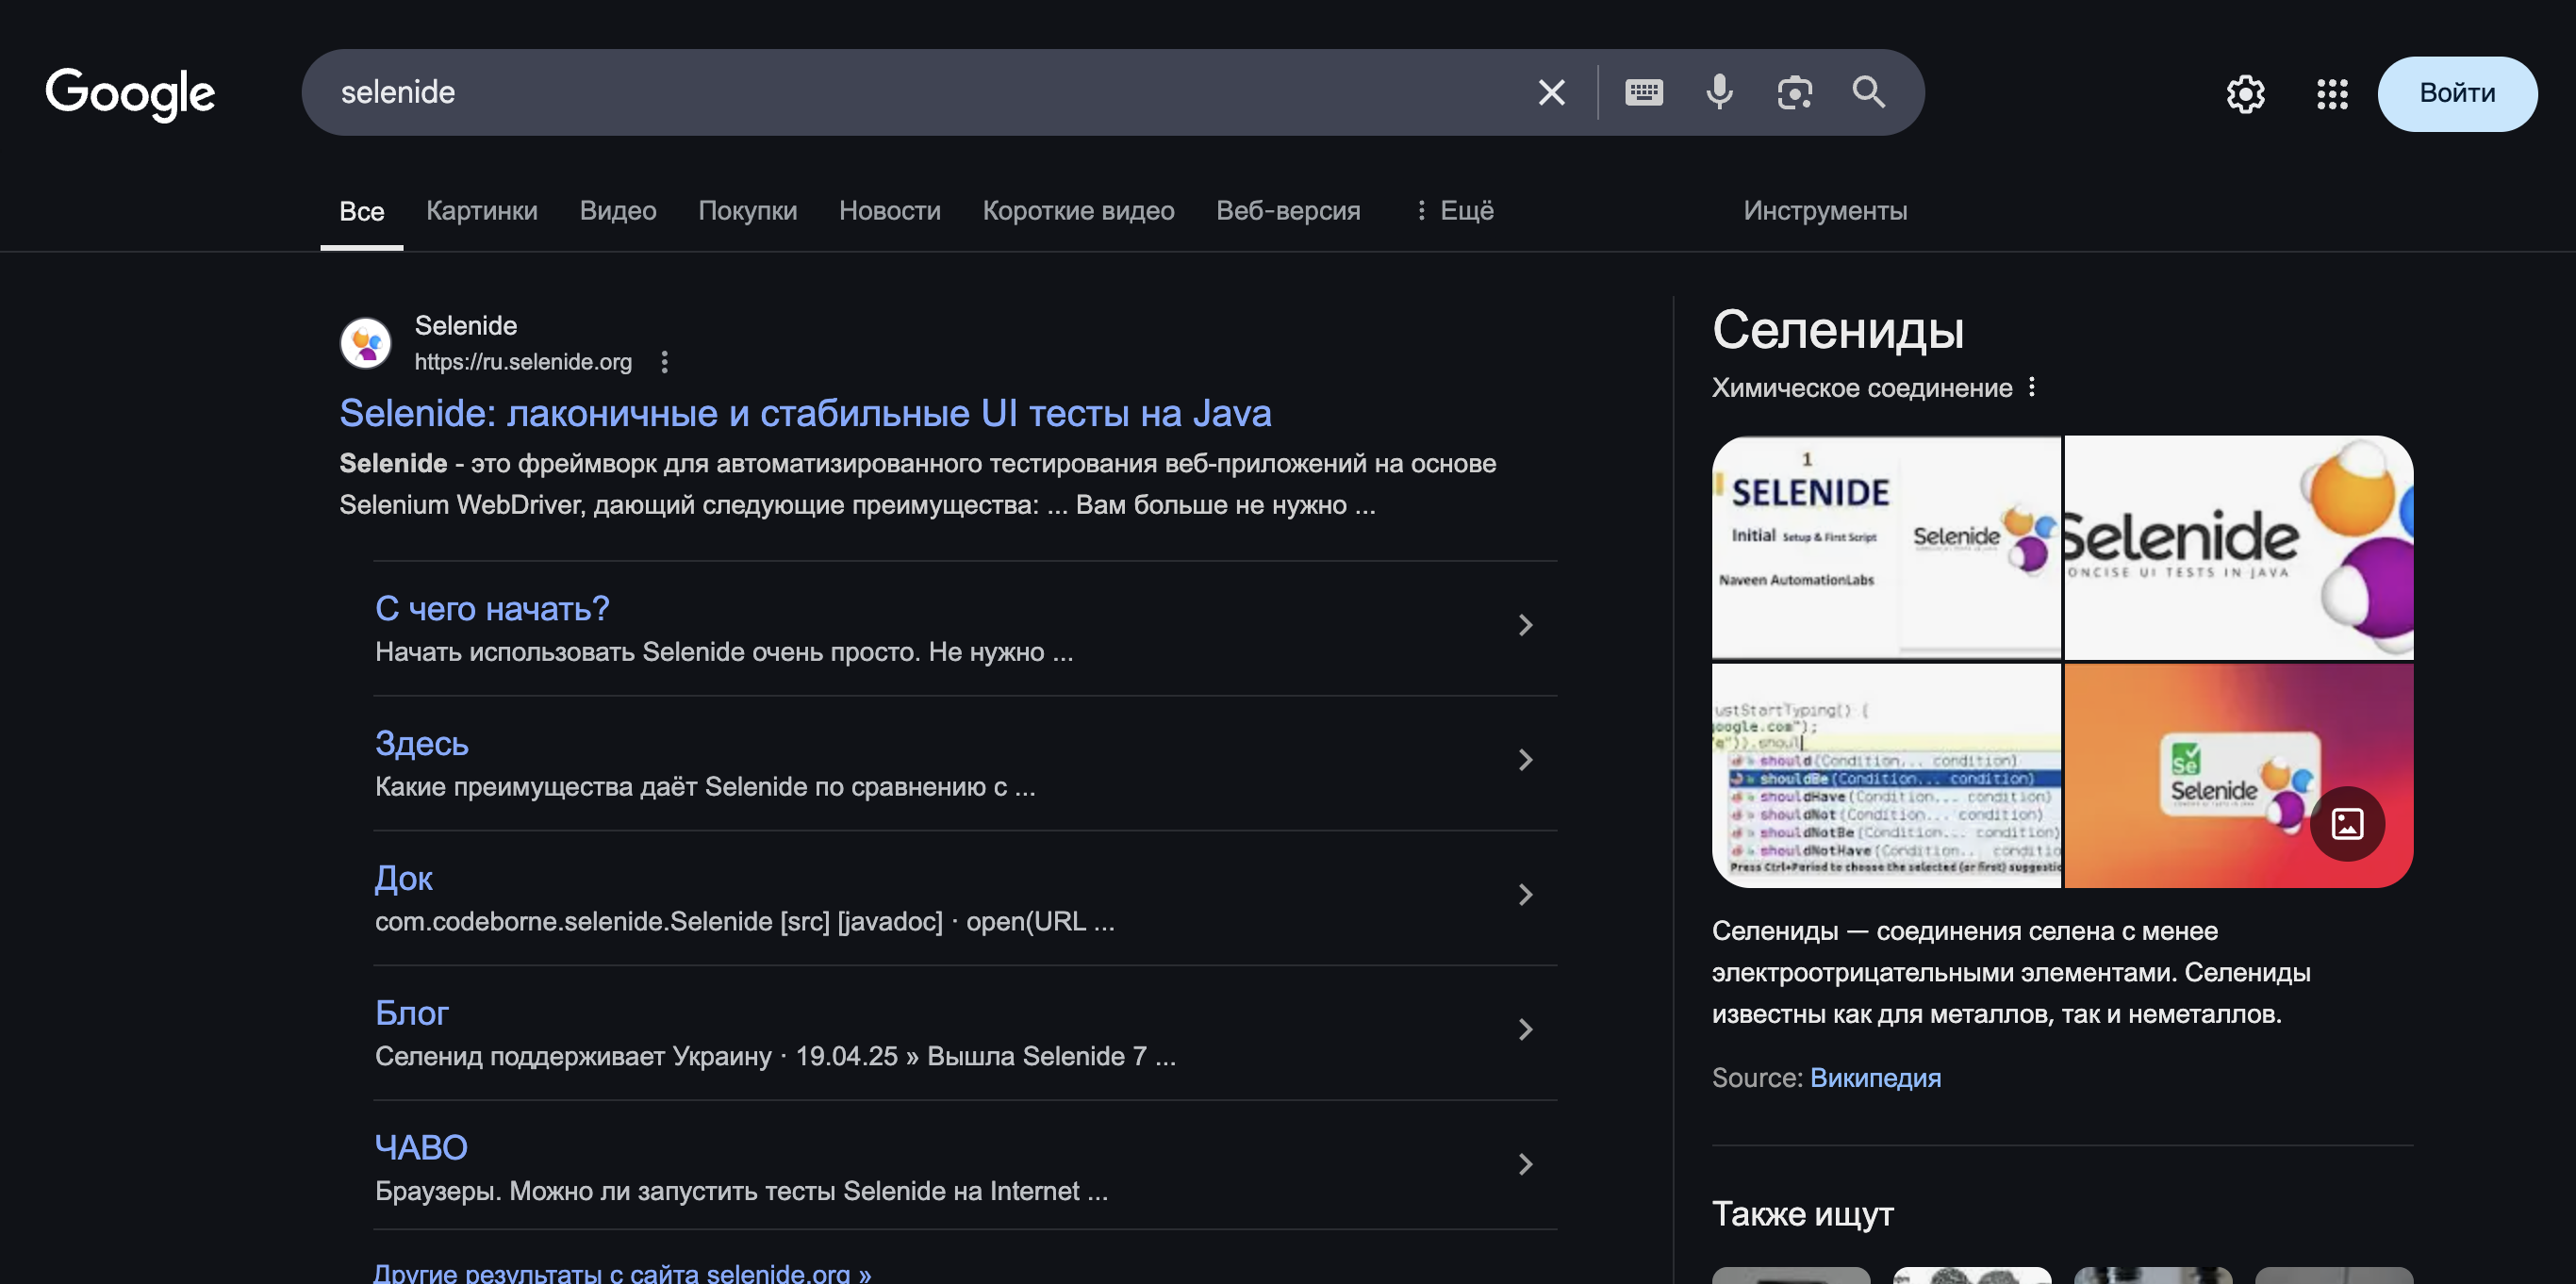 Google
selenide
Войти
Все
Картинки
Видео
Покупки
Новости
Короткие видео
Веб-версия
Ещё
Инструменты
Selenide
https://ru.selenide.org
Selenide: лаконичные и стабильные UI тесты на Java
Selenide - это фреймворк для автоматизированного тестирования веб-приложений на основе
Selenium WebDriver, дающий следующие преимущества: ... Вам больше не нужно ...
С чего начать?
Начать использовать Selenide очень просто. Не нужно ...
Здесь
Какие преимущества даёт Selenide по сравнению с ...
Док
com.codeborne.selenide.Selenide [src] [javadoc] · open(URL ...
Блог
Селенид поддерживает Украину · 19.04.25 » Вышла Selenide 7 ...
ЧАВО
Браузеры. Можно ли запустить тесты Selenide на Internet ...
Другие результаты с сайта selenide.org »
Селениды
Химическое соединение
1
SELENIDE
Initial Setup & First Script
Naveen AutomationLabs
Selenide
Selenide
CONCISE UI TESTS IN JAVA
ustStartTyping() {
google.com");
"q")).shoul
should(Condition... condition)
shouldBe(Condition... condition)
shouldHave(Condition... condition)
shouldNot(Condition... condition)
shouldNotBe(Condition... condition)
shouldNotHave(Condition... conditio
Press Ctrl+Period to choose the selected (or first) suggestio
Se
Selenide
Селениды — соединения селена с менее
электроотрицательными элементами. Селениды
известны как для металлов, так и неметаллов.
Source: Википедия
Также ищут